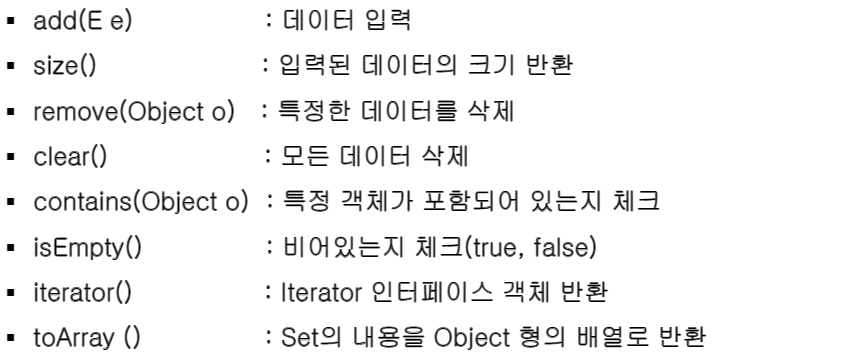 ▪ add(E e) : 데이터 입력
▪ size() : 입력된 데이터의 크기 반환
▪ remove(Object o) : 특정한 데이터를 삭제
▪ clear() : 모든 데이터 삭제
▪ contains(Object o) : 특정 객체가 포함되어 있는지 체크
▪ isEmpty() : 비어있는지 체크(true, false)
▪ iterator() : Iterator 인터페이스 객체 반환
▪ toArray () : Set의 내용을 Object 형의 배열로 반환